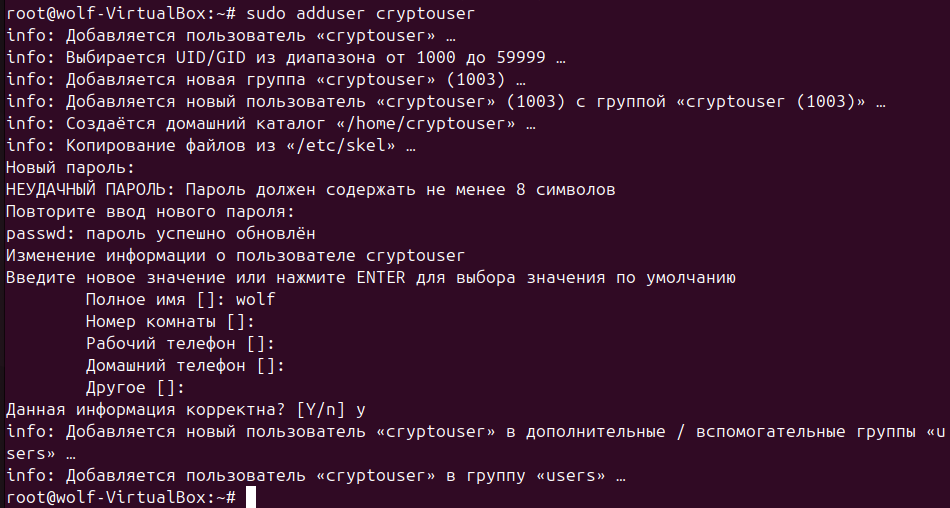 root@wolf-VirtualBox:~# sudo adduser cryptouser
info: Добавляется пользователь «cryptouser» …
info: Выбирается UID/GID из диапазона от 1000 до 59999 …
info: Добавляется новая группа «cryptouser» (1003) …
info: Добавляется новый пользователь «cryptouser» (1003) с группой «cryptouser (1003)» …
info: Создаётся домашний каталог «/home/cryptouser» …
info: Копирование файлов из «/etc/skel» …
Новый пароль:
НЕУДАЧНЫЙ ПАРОЛЬ: Пароль должен содержать не менее 8 символов
Повторите ввод нового пароля:
passwd: пароль успешно обновлён
Изменение информации о пользователе cryptouser
Введите новое значение или нажмите ENTER для выбора значения по умолчанию
        Полное имя []: wolf
        Номер комнаты []:
        Рабочий телефон []:
        Домашний телефон []:
        Другое []:
Данная информация корректна? [Y/n] y
info: Добавляется новый пользователь «cryptouser» в дополнительные / вспомогательные группы «u
sers» …
info: Добавляется пользователь «cryptouser» в группу «users» …
root@wolf-VirtualBox:~#